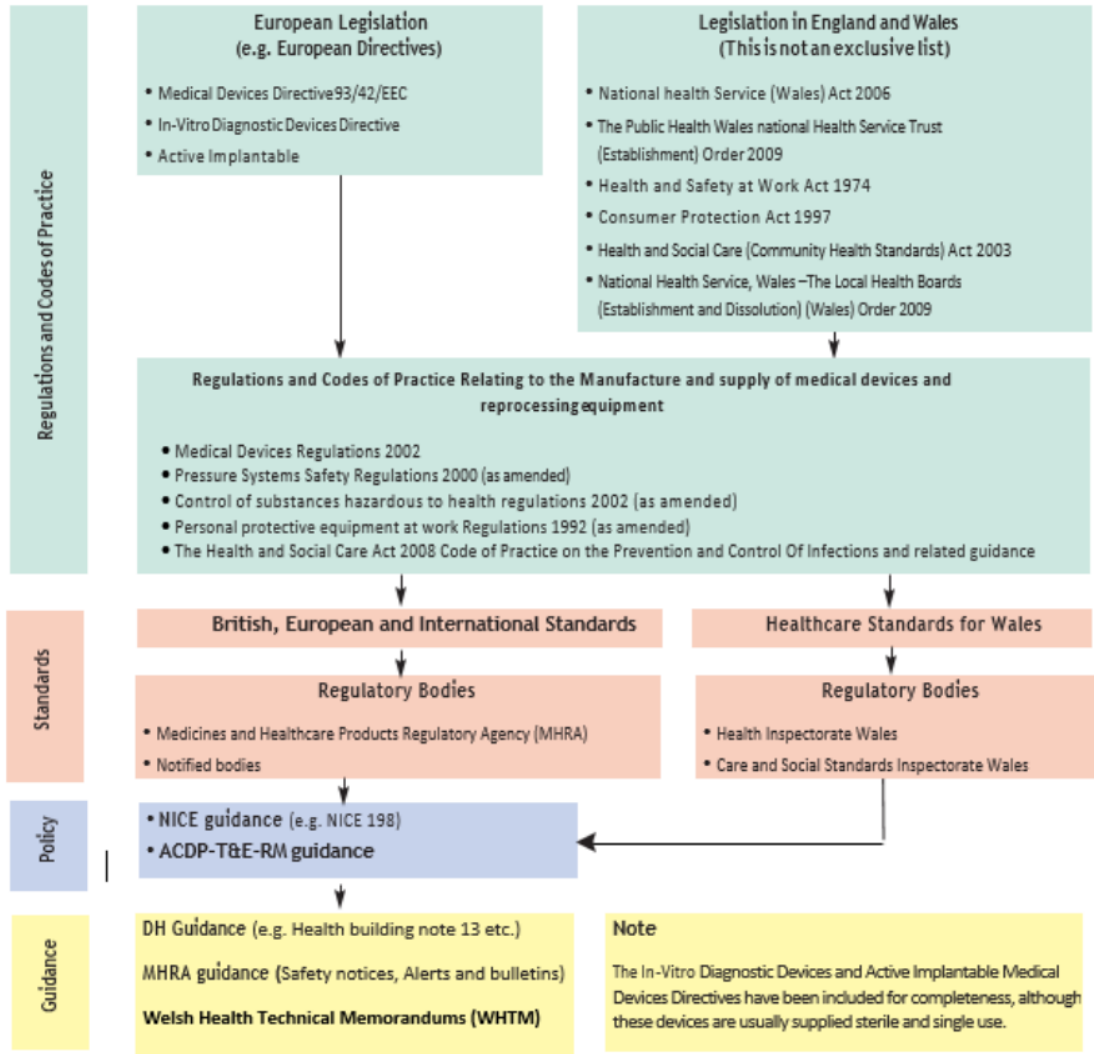 Regulations and Codes of Practice
European Legislation
(e.g. European Directives)
• Medical Devices Directive93/42/EEC
• In-Vitro Diagnostic Devices Directive
• Active Implantable
Legislation in England and Wales
(This is not an exclusive list)
• National health Service (Wales) Act 2006
• The Public Health Wales national Health Service Trust
(Establishment) Order 2009
• Health and Safety at Work Act 1974
• Consumer Protection Act 1997
• Health and Social Care (Community Health Standards) Act 2003
• National Health Service, Wales –The Local Health Boards
(Establishment and Dissolution) (Wales) Order 2009
Regulations and Codes of Practice Relating to the Manufacture and supply of medical devices and
reprocessing equipment
• Medical Devices Regulations 2002
• Pressure Systems Safety Regulations 2000 (as amended)
• Control of substances hazardous to health regulations 2002 (as amended)
• Personal protective equipment at work Regulations 1992 (as amended)
• The Health and Social Care Act 2008 Code of Practice on the Prevention and Control Of Infections and related guidance
Standards
British, European and International Standards
Healthcare Standards for Wales
Regulatory Bodies
• Medicines and Healthcare Products Regulatory Agency (MHRA)
• Notified bodies
Regulatory Bodies
• Health Inspectorate Wales
• Care and Social Standards Inspectorate Wales
Policy
• NICE guidance (e.g. NICE 198)
• ACDP-T&E-RM guidance
Guidance
DH Guidance (e.g. Health building note 13 etc.)
MHRA guidance (Safety notices, Alerts and bulletins)
Welsh Health Technical Memorandums (WHTM)
Note
The In-Vitro Diagnostic Devices and Active Implantable Medical
Devices Directives have been included for completeness, although
these devices are usually supplied sterile and single use.